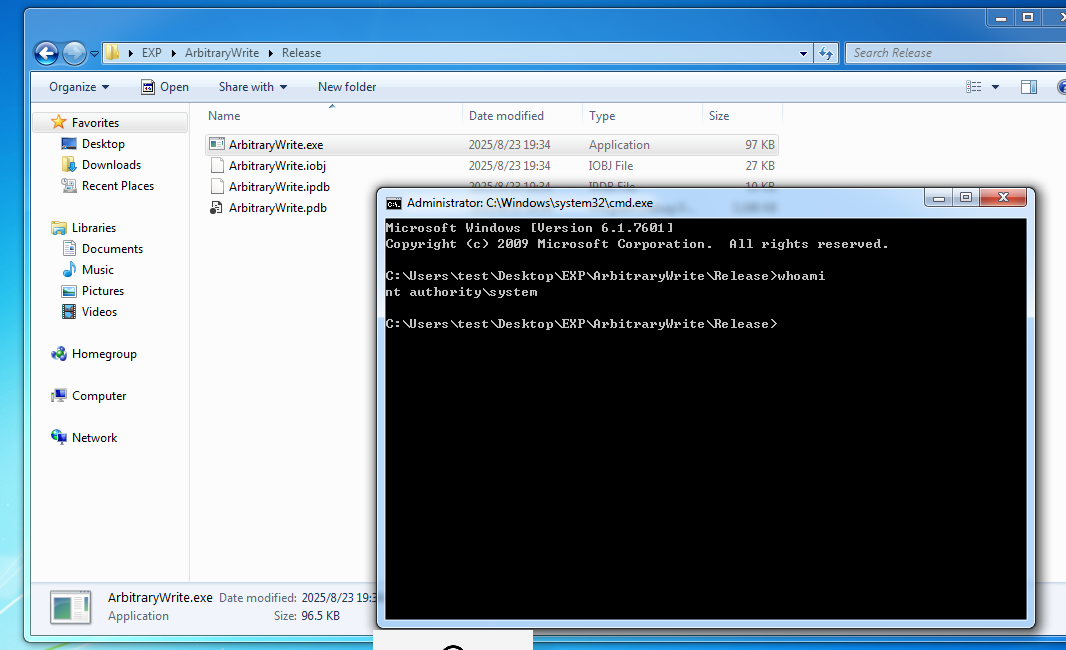 EXP ArbitraryWrite Release
Search Release
Organize Open Share with New folder
Name Date modified Type Size
Favorites
Desktop
Downloads
Recent Places
Libraries
Documents
Music
Pictures
Videos
Homegroup
Computer
Network
ArbitraryWrite.exe 2025/8/23 19:34 Application 97 KB
ArbitraryWrite.iobj 2025/8/23 19:34 IOBJ File 27 KB
ArbitraryWrite.ipdb 2025/8/23 19:34 IPDB File 10 KB
ArbitraryWrite.pdb
Administrator: C:\Windows\system32\cmd.exe
Microsoft Windows [Version 6.1.7601]
Copyright (c) 2009 Microsoft Corporation. All rights reserved.
C:\Users\test\Desktop\EXP\ArbitraryWrite\Release>whoami
nt authority\system
C:\Users\test\Desktop\EXP\ArbitraryWrite\Release>
ArbitraryWrite.exe Date modified: 2025/8/23 19:3
Application Size: 96.5 KB